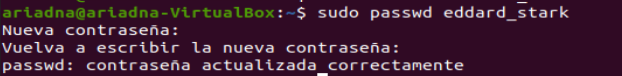 ariadna@ariadna-VirtualBox:~$ sudo passwd eddard_stark
Nueva contraseña:
Vuelva a escribir la nueva contraseña:
passwd: contraseña actualizada correctamente